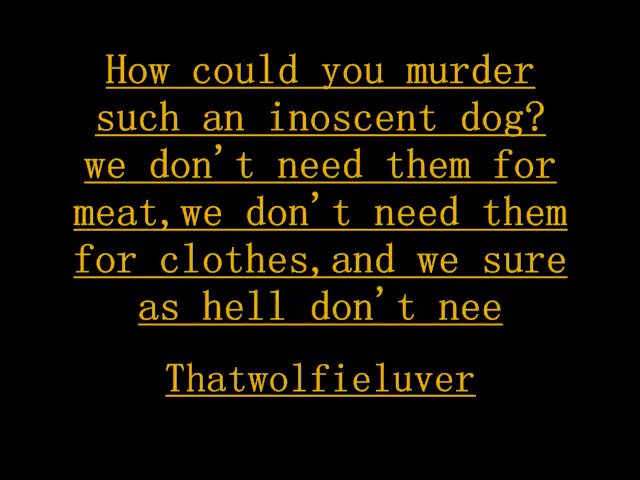 How could you murder
such an inoscent dog?
we don't need them for
meat,we don't need them
for clothes,and we sure
as hell don't nee
Thatwolfieluver